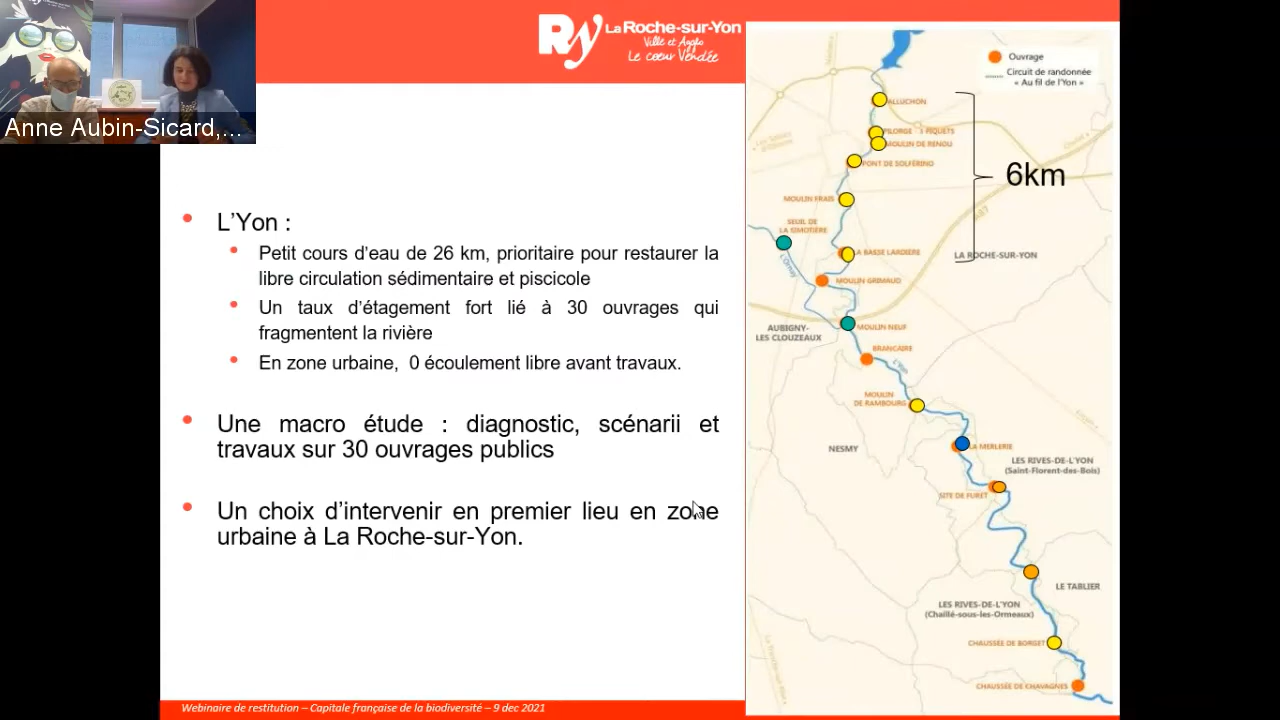 Anne Aubin-Sicard,...
Ry La Roche-sur-Yon
Ville et Agglo
Le cœur Vendée
L'Yon :
Petit cours d'eau de 26 km, prioritaire pour restaurer la
libre circulation sédimentaire et piscicole
Un taux d'étagement fort lié à 30 ouvrages qui
fragmentent la rivière
En zone urbaine, 0 écoulement libre avant travaux.
Une macro étude : diagnostic, scénarii et
travaux sur 30 ouvrages publics
Un choix d'intervenir en premier lieu en zone
urbaine à La Roche-sur-Yon.
Ouvrage
Circuit de randonnée
« Au fil de l'Yon »
ALLUCHON
PILORGE - 3 PIQUETS
MOULIN DE RENOU
PONT DE SOLFÉRINO
6km
MOULIN FRAIS
SEUIL DE
LA SIMOTIÈRE
LA BASSE LARDIERE
LA ROCHE-SUR-YON
A87
L'Ornay
MOULIN GRIMAUD
AUBIGNY-
LES CLOUZEAUX
MOULIN NEUF
BRANCAIRE
L'Yon
MOULIN
DE RAMBOURG
NESMY
LA MERLERIE
LES RIVES-DE-L'YON
(Saint-Florent-des-Bois)
SITE DE FURET
LE TABLIER
LES RIVES-DE-L'YON
(Chaillé-sous-les-Ormeaux)
CHAUSSÉE DE BORGET
CHAUSSÉE DE CHAVAGNES
Webinaire de restitution – Capitale française de la biodiversité – 9 dec 2021